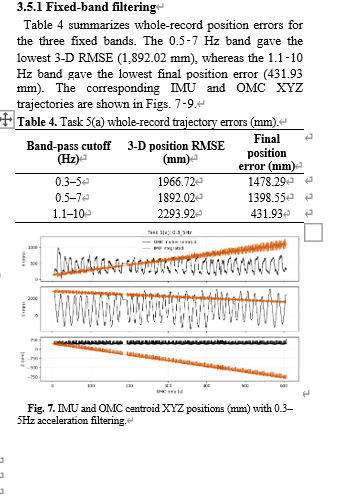 3.5.1 Fixed-band filtering
Table 4 summarizes whole-record position errors for
the three fixed bands. The 0.5-7 Hz band gave the
lowest 3-D RMSE (1,892.02 mm), whereas the 1.1-10
Hz band gave the lowest final position error (431.93
mm). The corresponding IMU and OMC XYZ
trajectories are shown in Figs. 7-9.
Table 4. Task 5(a) whole-record trajectory errors (mm).
Band-pass cutoff (Hz) 3-D position RMSE (mm) Final position error (mm)
0.3–5 1966.72 1478.29
0.5–7 1892.02 1398.55
1.1–10 2293.92 431.93
Task 5(a): 0.3_5Hz
OMC marker centroid
IMU integrated
Fig. 7. IMU and OMC centroid XYZ positions (mm) with 0.3–
5Hz acceleration filtering.